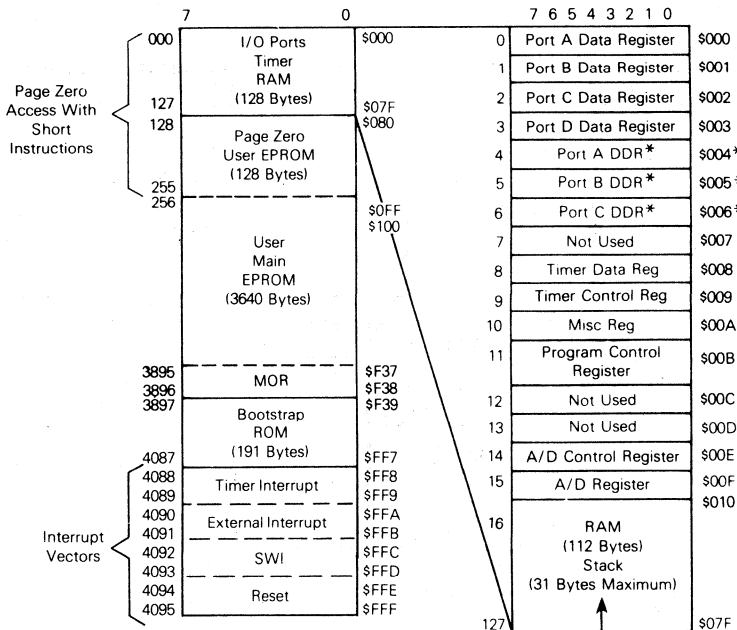 7 0
000 I/O Ports $000
Timer
RAM
(128 Bytes)
127 $07F
128 $080
Page Zero
Access With
Short
Instructions
Page Zero
User EPROM
(128 Bytes)
255
256 $0FF
$100
User
Main
EPROM
(3640 Bytes)
3895 $F37
3896 MOR $F38
3897 $F39
Bootstrap
ROM
(191 Bytes)
4087 $FF7
4088 Timer Interrupt $FF8
4089 $FF9
4090 External Interrupt $FFA
4091 $FFB
Interrupt
Vectors
4092 SWI $FFC
4093 $FFD
4094 Reset $FFE
4095 $FFF
7 6 5 4 3 2 1 0
0 Port A Data Register $000
1 Port B Data Register $001
2 Port C Data Register $002
3 Port D Data Register $003
4 Port A DDR* $004*
5 Port B DDR* $005*
6 Port C DDR* $006*
7 Not Used $007
8 Timer Data Reg $008
9 Timer Control Reg $009
10 Misc Reg $00A
11 Program Control
Register $00B
12 Not Used $00C
13 Not Used $00D
14 A/D Control Register $00E
15 A/D Register $00F
$010
16 RAM
(112 Bytes)
Stack
(31 Bytes Maximum)
127 $07F